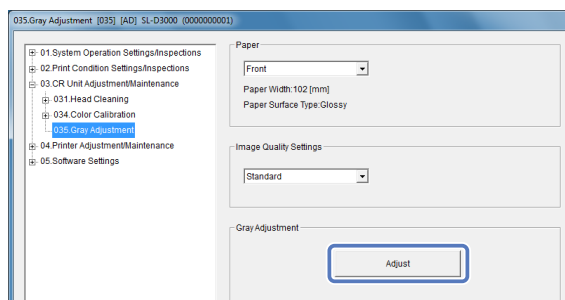 035.Gray Adjustment [035] [AD] SL-D3000 (0000000001)
01.System Operation Settings/Inspections
02.Print Condition Settings/Inspections
03.CR Unit Adjustment/Maintenance
031.Head Cleaning
034.Color Calibration
035.Gray Adjustment
04.Printer Adjustment/Maintenance
05.Software Settings
Paper
Front
Paper Width:102 [mm]
Paper Surface Type:Glossy
Image Quality Settings
Standard
Gray Adjustment
Adjust